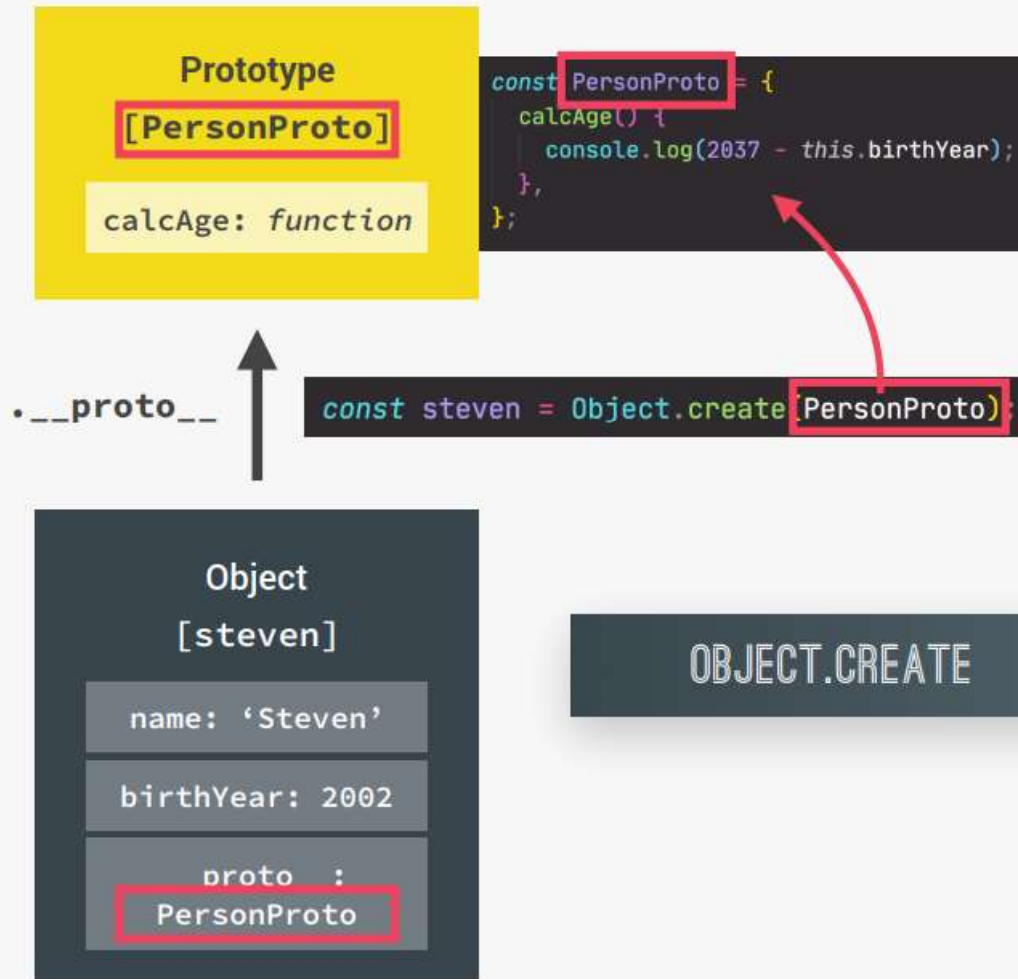 Prototype
[PersonProto]
calcAge: function
const PersonProto = {
calcAge() {
console.log(2037 - this.birthYear);
},
};
.__proto__
const steven = Object.create(PersonProto);
Object
[steven]
name: ‘Steven’
birthYear: 2002
__proto__:
PersonProto
OBJECT.CREATE